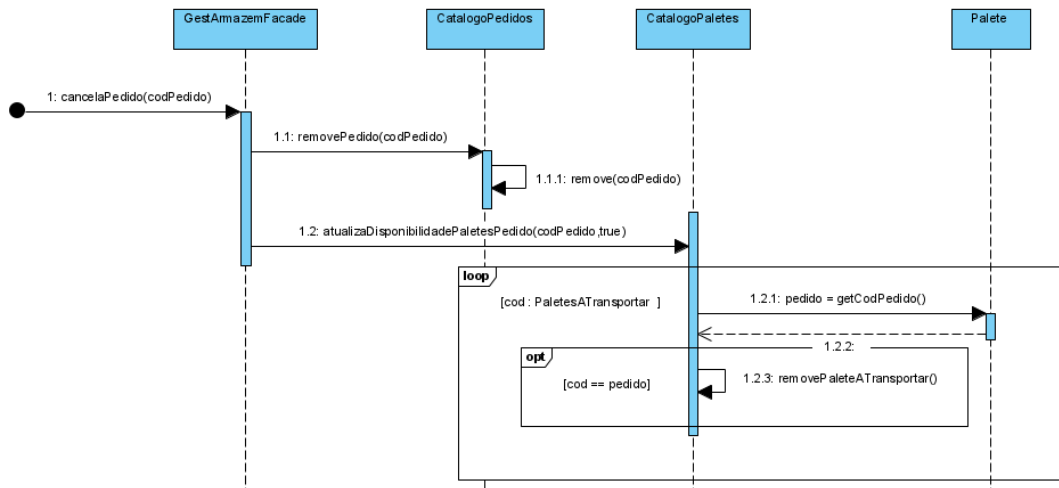 GestArmazemFacade
CatalogoPedidos
CatalogoPaletes
Palete
1: cancelaPedido(codPedido)
1.1: removePedido(codPedido)
1.1.1: remove(codPedido)
1.2: atualizaDisponibilidadePaletesPedido(codPedido,true)
loop
[cod : PaletesATransportar ]
1.2.1: pedido = getCodPedido()
1.2.2:
opt
[cod == pedido]
1.2.3: removePaleteATransportar()